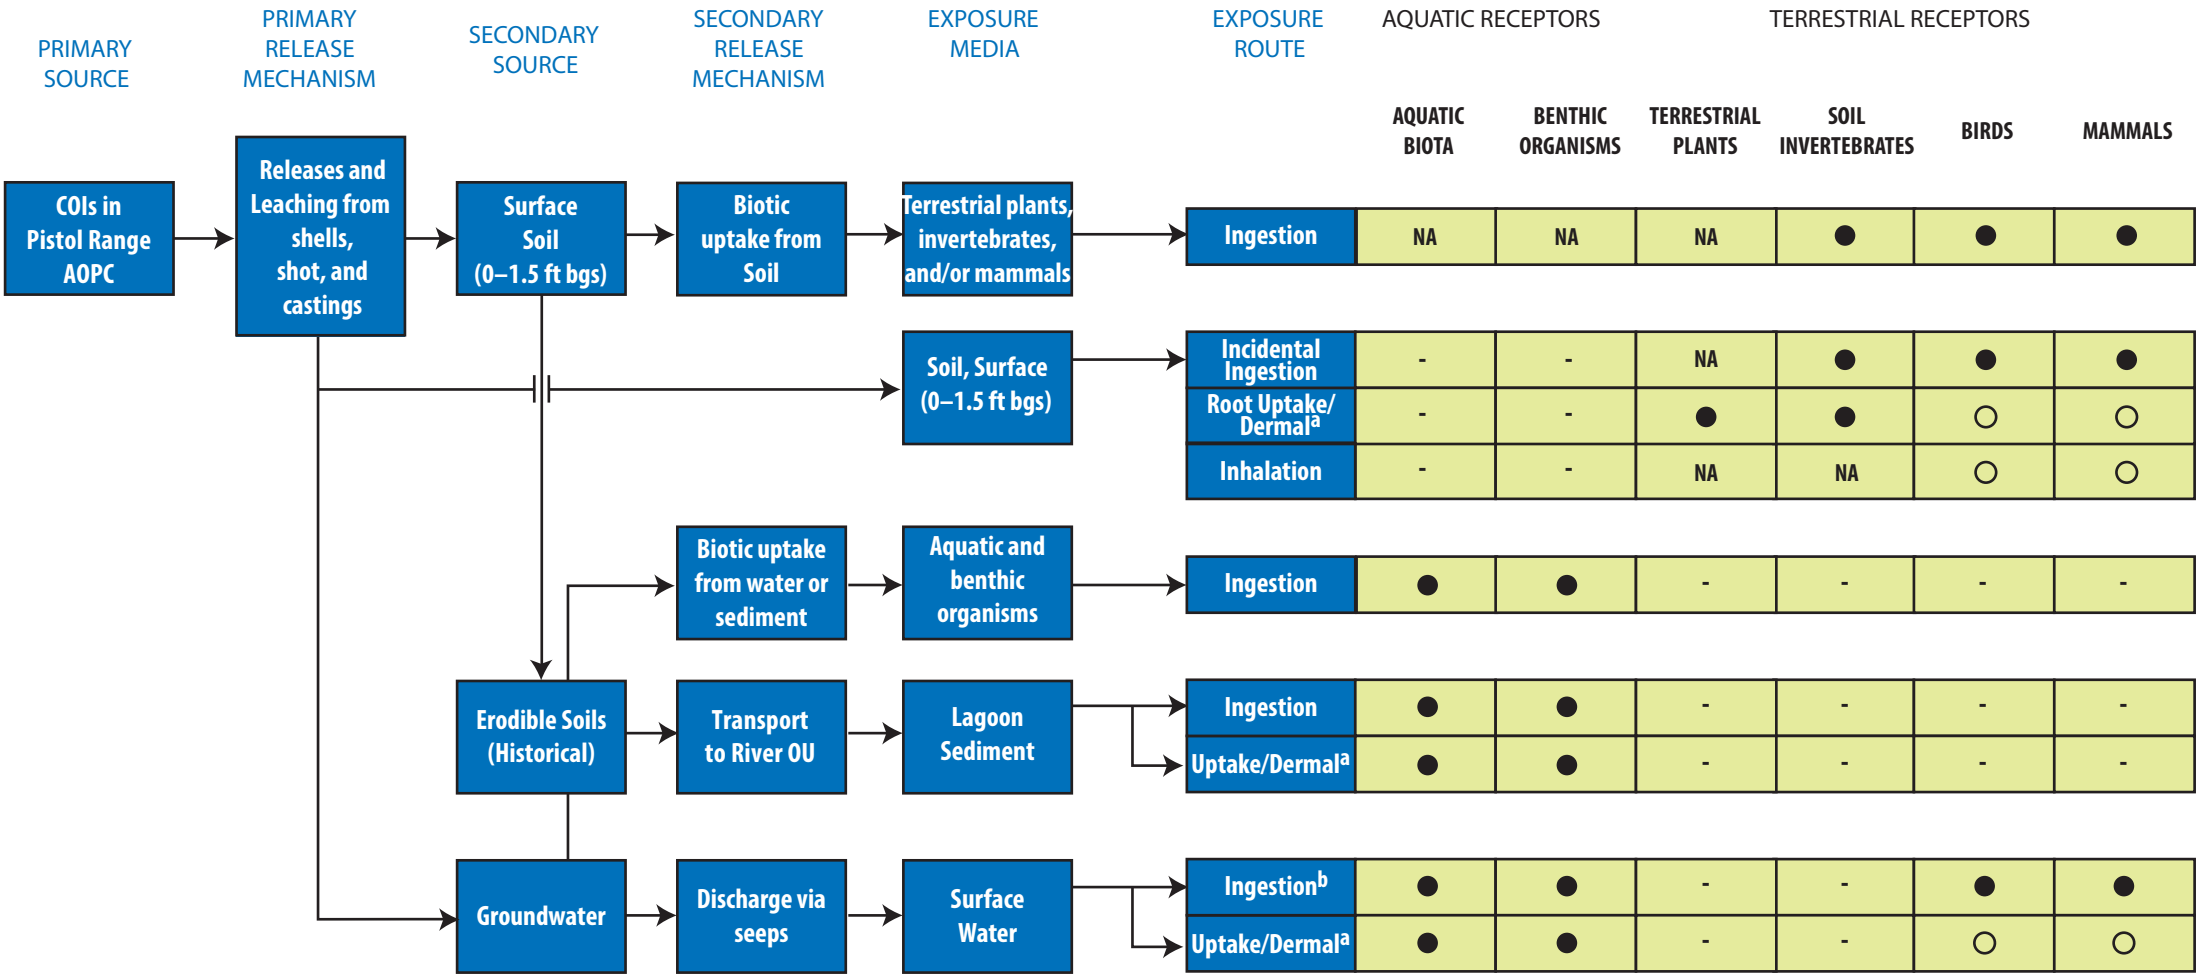 PRIMARY
SOURCE
PRIMARY
RELEASE
MECHANISM
SECONDARY
SOURCE
SECONDARY
RELEASE
MECHANISM
EXPOSURE
MEDIA
EXPOSURE
ROUTE
AQUATIC RECEPTORS
TERRESTRIAL RECEPTORS
AQUATIC
BIOTA
BENTHIC
ORGANISMS
TERRESTRIAL
PLANTS
SOIL
INVERTEBRATES
BIRDS
MAMMALS
COIs in
Pistol Range
AOPC
Releases and
Leaching from
shells,
shot, and
castings
Surface
Soil
(0–1.5 ft bgs)
Biotic
uptake from
Soil
Terrestrial plants,
invertebrates,
and/or mammals
Ingestion
NA NA NA ● ● ●
Soil, Surface
(0–1.5 ft bgs)
Incidental
Ingestion
- - NA ● ● ●
Root Uptake/
Dermalᵃ
- - ● ● ○ ○
Inhalation
- - NA NA ○ ○
Biotic uptake
from water or
sediment
Aquatic and
benthic
organisms
Ingestion
● ● - - - -
Erodible Soils
(Historical)
Transport
to River OU
Lagoon
Sediment
Ingestion
● ● - - - -
Uptake/Dermalᵃ
● ● - - - -
Groundwater
Discharge via
seeps
Surface
Water
Ingestionᵇ
● ● - - ● ●
Uptake/Dermalᵃ
● ● - - ○ ○